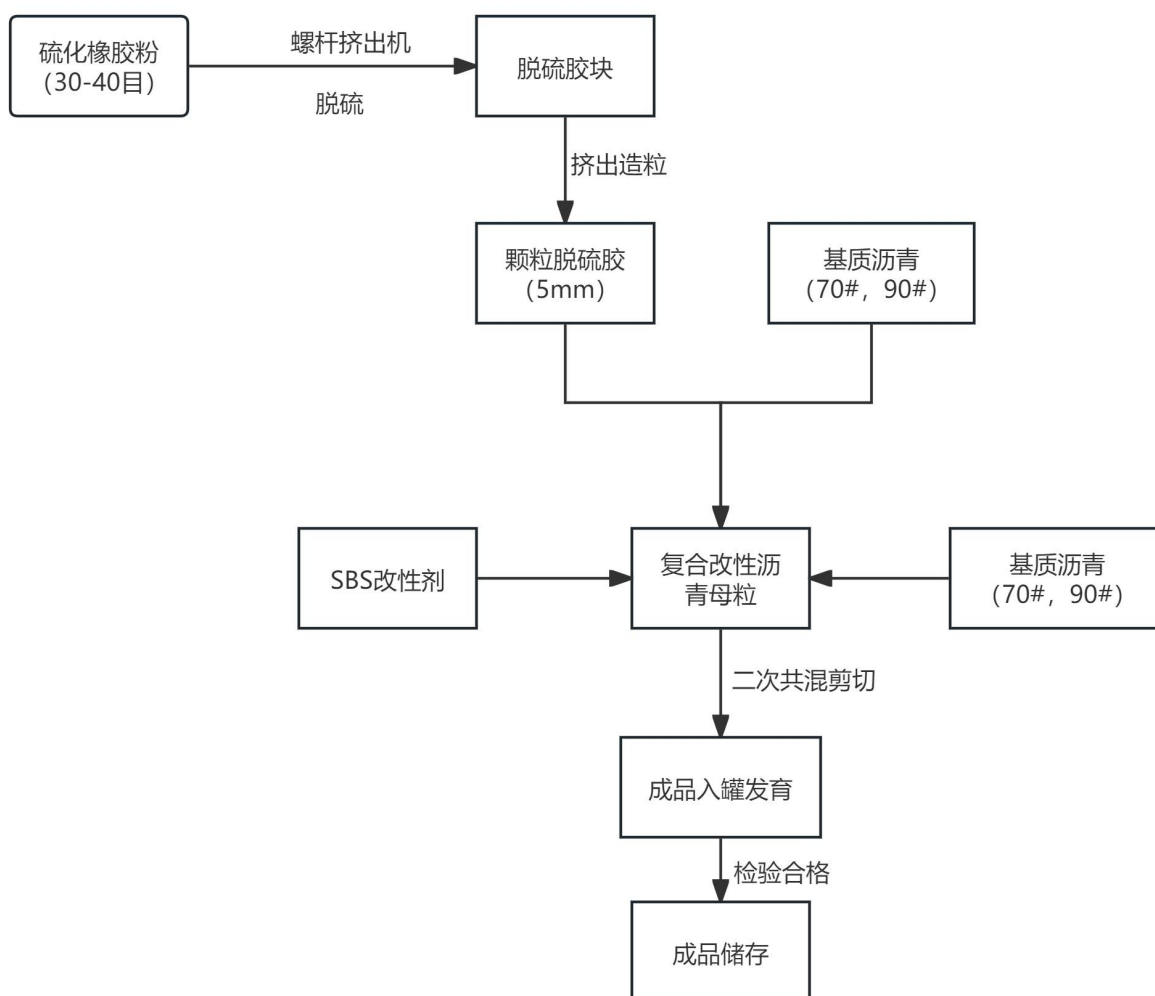 硫化橡胶粉
（30-40目）
螺杆挤出机
脱硫
脱硫胶块
挤出造粒
颗粒脱硫胶
（5mm）
基质沥青
（70#，90#）
SBS改性剂
复合改性沥
青母粒
基质沥青
（70#，90#）
二次共混剪切
成品入罐发育
检验合格
成品储存